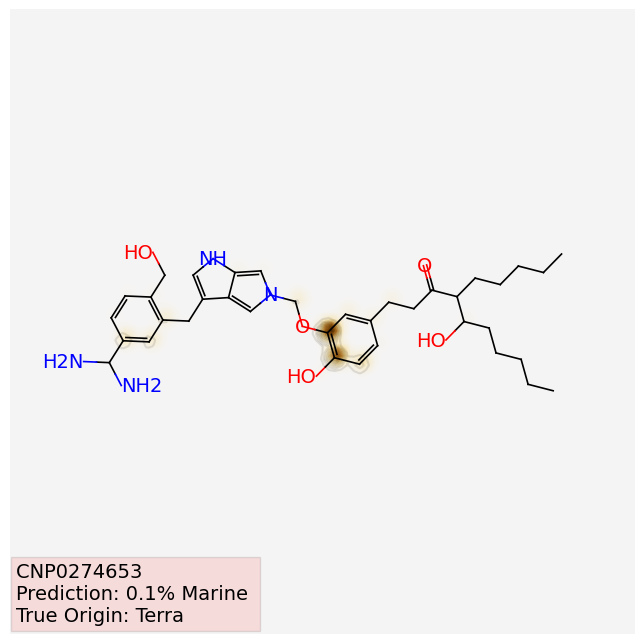 HO
NH
N
O
O
HO
HO
H2N
NH2
CNP0274653
Prediction: 0.1% Marine
True Origin: Terra